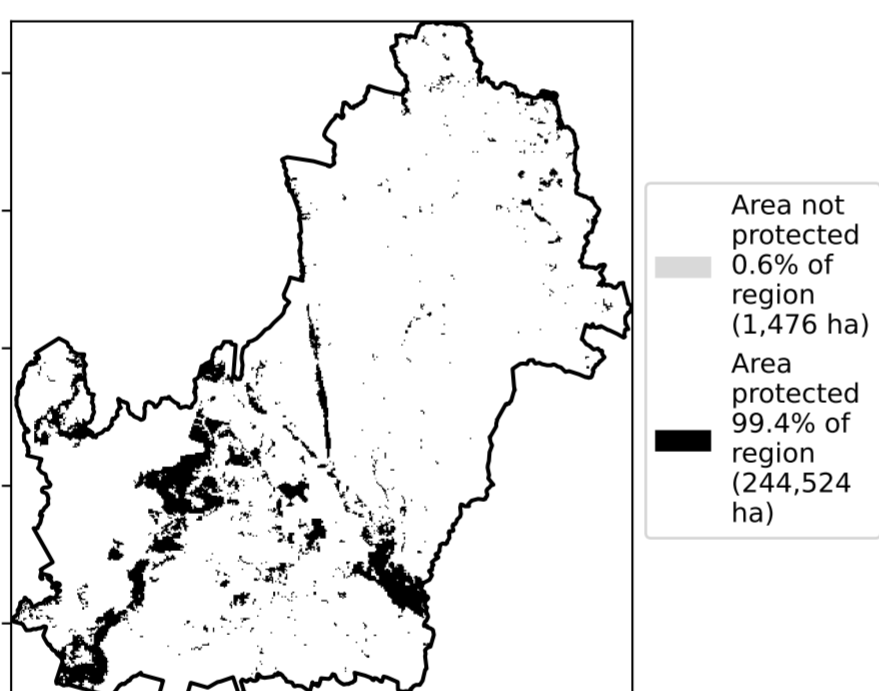 Area not
protected
0.6% of
region
(1,476 ha)
Area
protected
99.4% of
region
(244,524
ha)